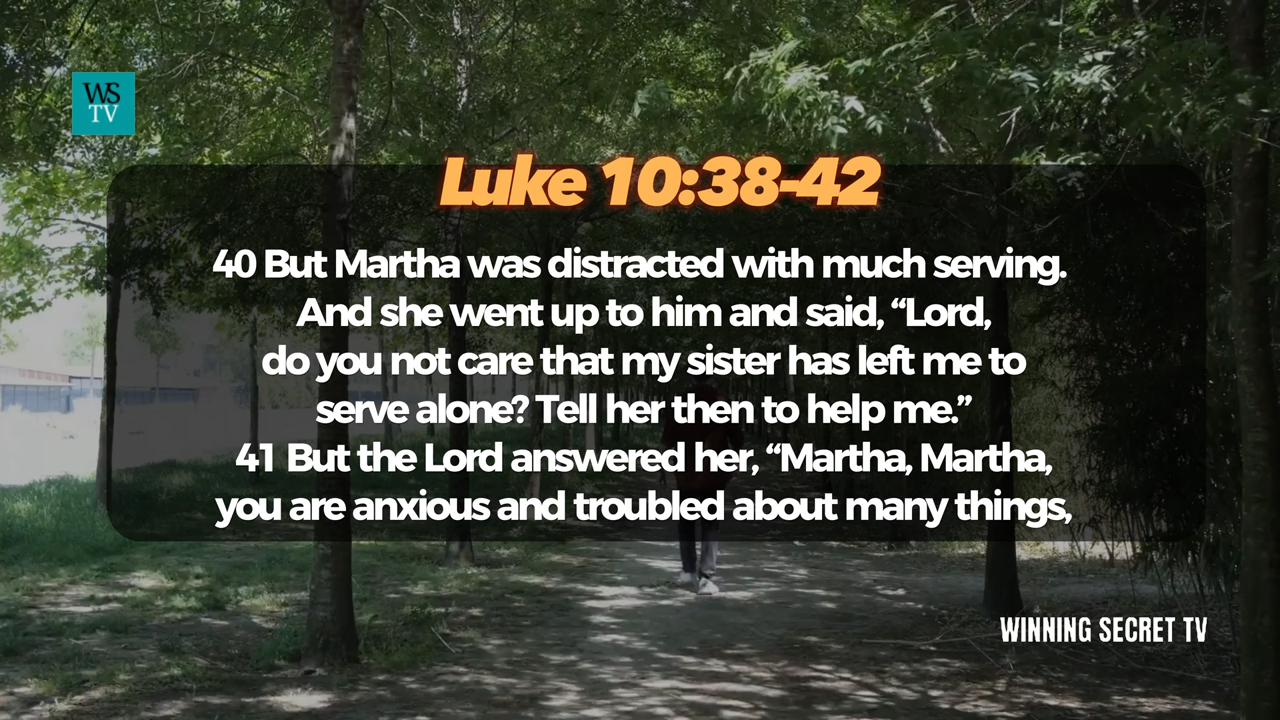 WS
TV
Luke 10:38-42
40 But Martha was distracted with much serving.
And she went up to him and said, “Lord,
do you not care that my sister has left me to
serve alone? Tell her then to help me.”
41 But the Lord answered her, “Martha, Martha,
you are anxious and troubled about many things,
WINNING SECRET TV